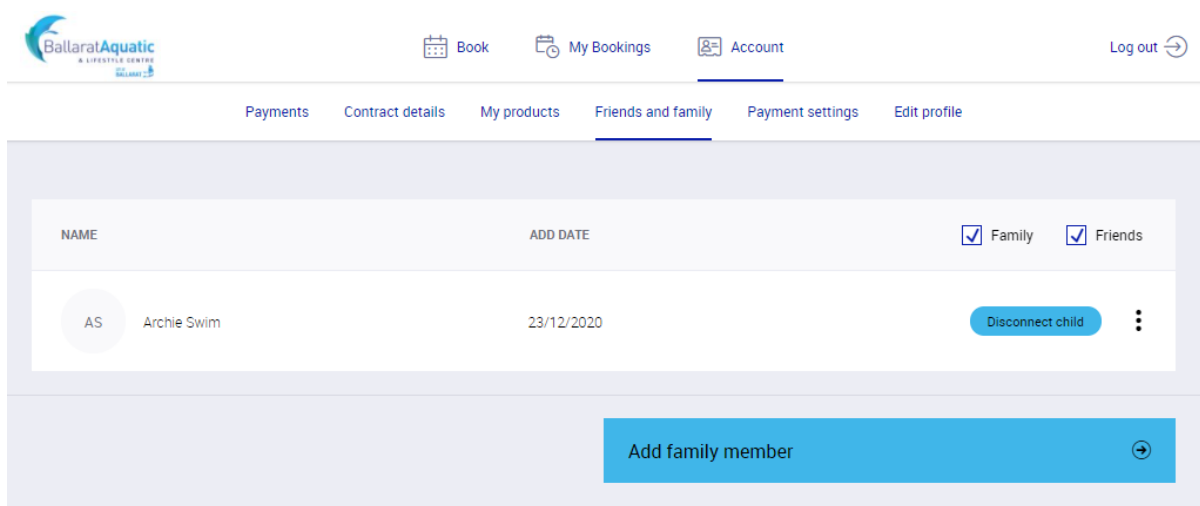 BallaratAquatic
& LIFESTYLE CENTRE
BALLARAT
Book
My Bookings
Account
Log out
Payments
Contract details
My products
Friends and family
Payment settings
Edit profile
NAME
ADD DATE
Family
Friends
AS
Archie Swim
23/12/2020
Disconnect child
Add family member